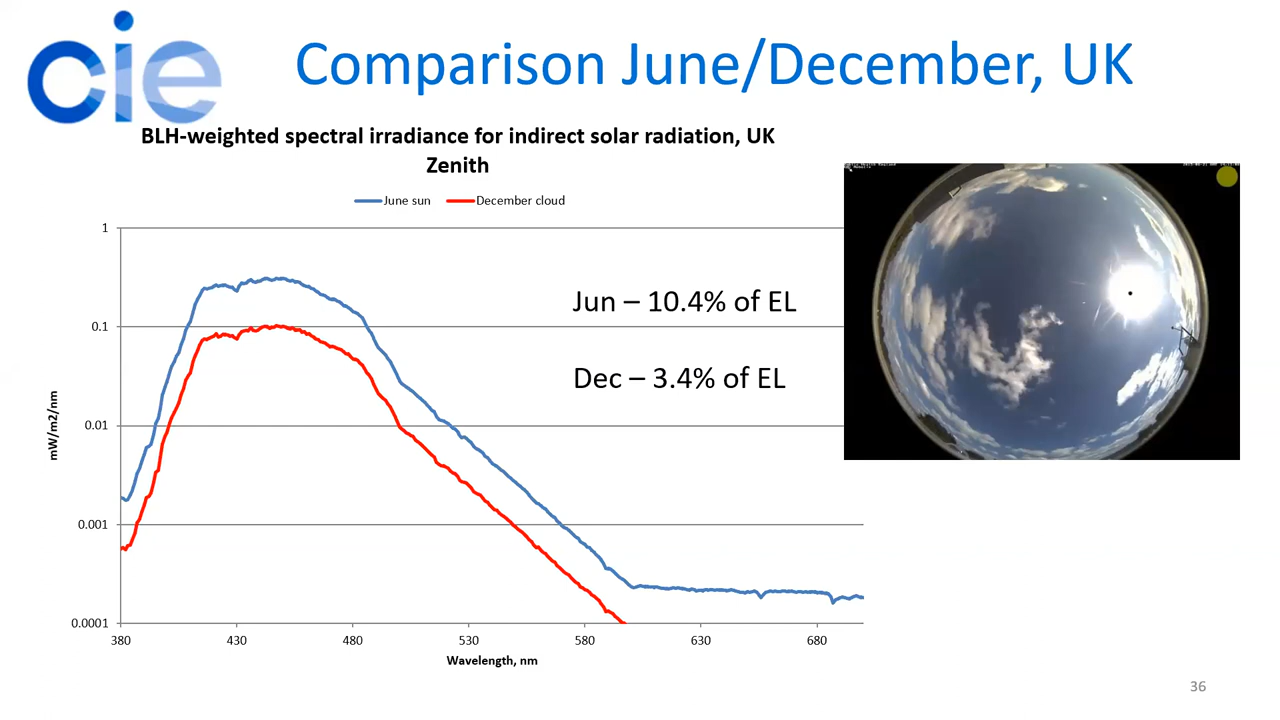 cie
Comparison June/December, UK
BLH-weighted spectral irradiance for indirect solar radiation, UK
Zenith
June sun
December cloud
1
0.1
0.01
0.001
0.0001
mW/m2/nm
Jun – 10.4% of EL
Dec – 3.4% of EL
380
430
480
530
580
630
680
Wavelength, nm
36